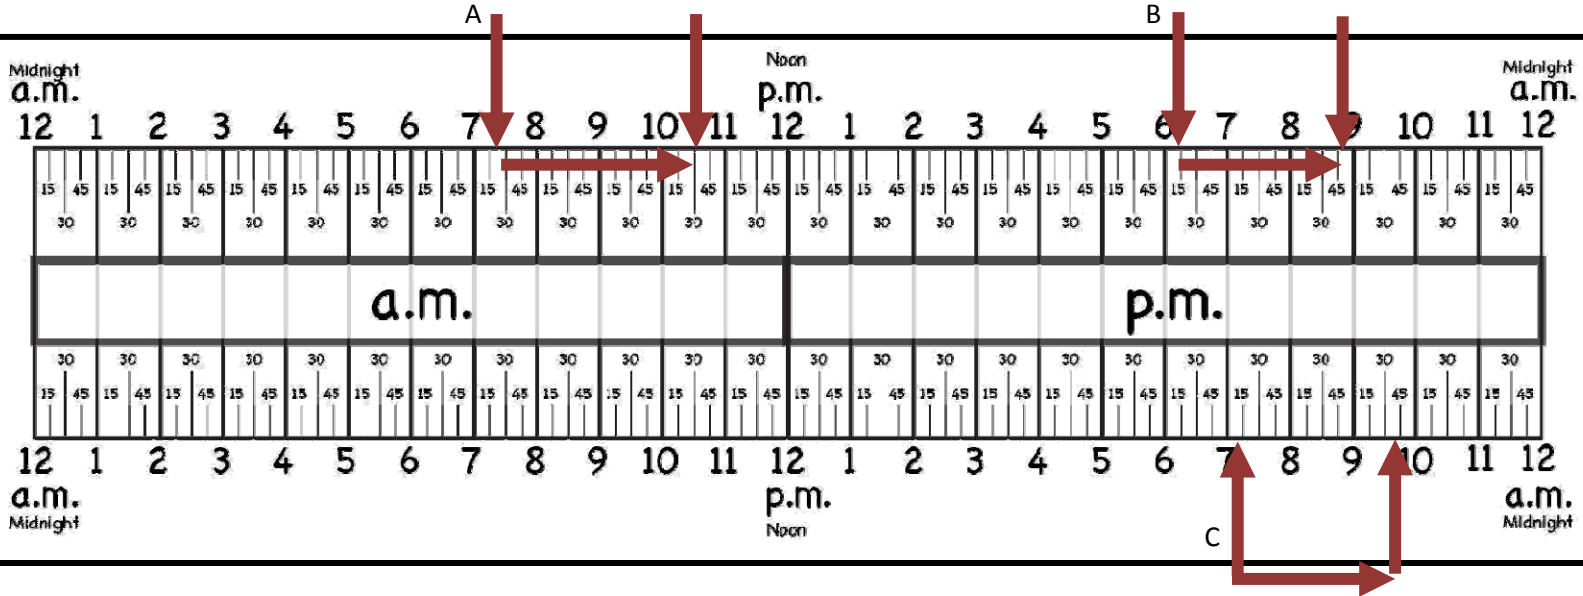 A B
Midnight Noon Midnight
a.m. p.m. a.m.
12 1 2 3 4 5 6 7 8 9 10 11 12 1 2 3 4 5 6 7 8 9 10 11 12
15 45 15 45 15 45 15 45 15 45 15 45 15 45 15 45 15 45 15 45 15 45 15 45 15 45 15 45 15 45 15 45 15 45 15 45 15 45 15 45 15 45 15 45 15 45 15 45
30 30 30 30 30 30 30 30 30 30 30 30 30 30 30 30 30 30 30 30 30 30 30 30
a.m. p.m.
30 30 30 30 30 30 30 30 30 30 30 30 30 30 30 30 30 30 30 30 30 30 30 30
15 45 15 45 15 45 15 45 15 45 15 45 15 45 15 45 15 45 15 45 15 45 15 45 15 45 15 45 15 45 15 45 15 45 15 45 15 45 15 45 15 45 15 45 15 45 15 45
12 1 2 3 4 5 6 7 8 9 10 11 12 1 2 3 4 5 6 7 8 9 10 11 12
a.m. p.m. a.m.
Midnight Noon Midnight
C